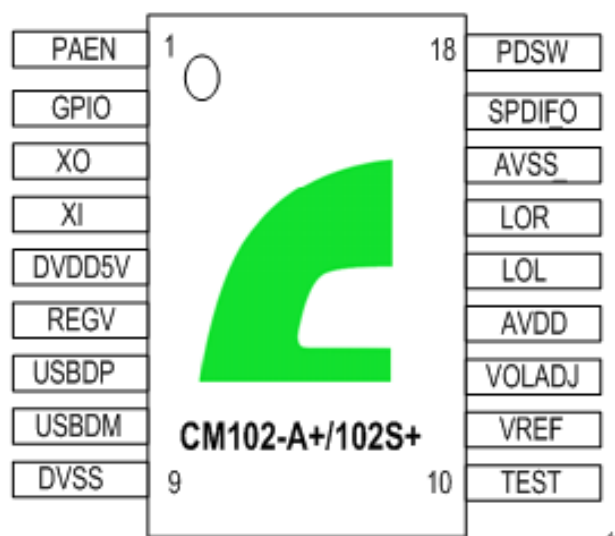 PAEN 1 18 PDSW
GPIO SPDIFO
XO AVSS_
XI LOR
DVDD5V LOL
REGV AVDD
USBDP VOLADJ
USBDM CM102-A+/102S+ VREF
DVSS 9 10 TEST